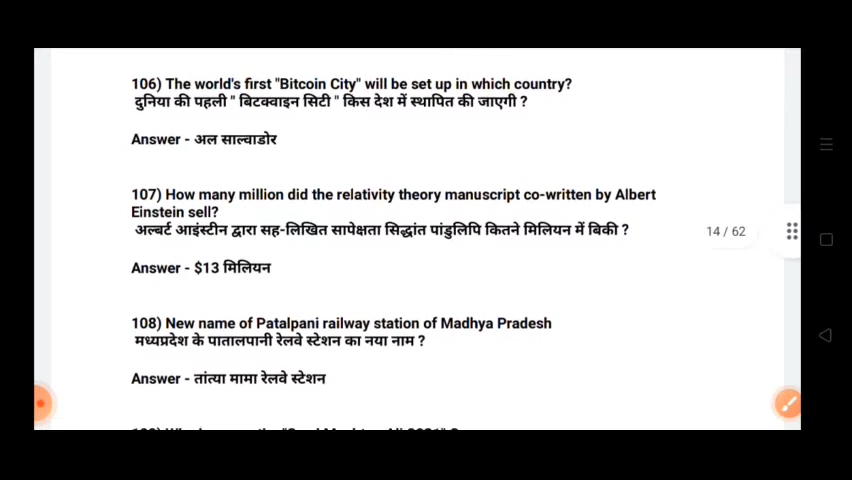 106) The world's first "Bitcoin City" will be set up in which country?
दुनिया की पहली " बिटक्वाइन सिटी " किस देश में स्थापित की जाएगी ?
Answer - अल साल्वाडोर
107) How many million did the relativity theory manuscript co-written by Albert
Einstein sell?
अल्बर्ट आइंस्टीन द्वारा सह-लिखित सापेक्षता सिद्धांत पांडुलिपि कितने मिलियन में बिकी ?
14 / 62
Answer - $13 मिलियन
108) New name of Patalpani railway station of Madhya Pradesh
मध्यप्रदेश के पातालपानी रेलवे स्टेशन का नया नाम ?
Answer - तांत्या मामा रेलवे स्टेशन